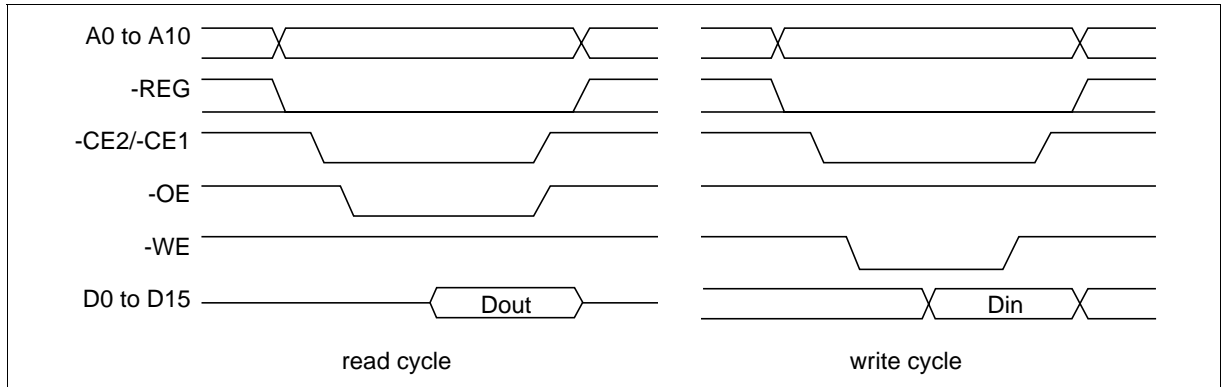 A0 to A10
-REG
-CE2/-CE1
-OE
-WE
D0 to D15
Dout
Din
read cycle
write cycle